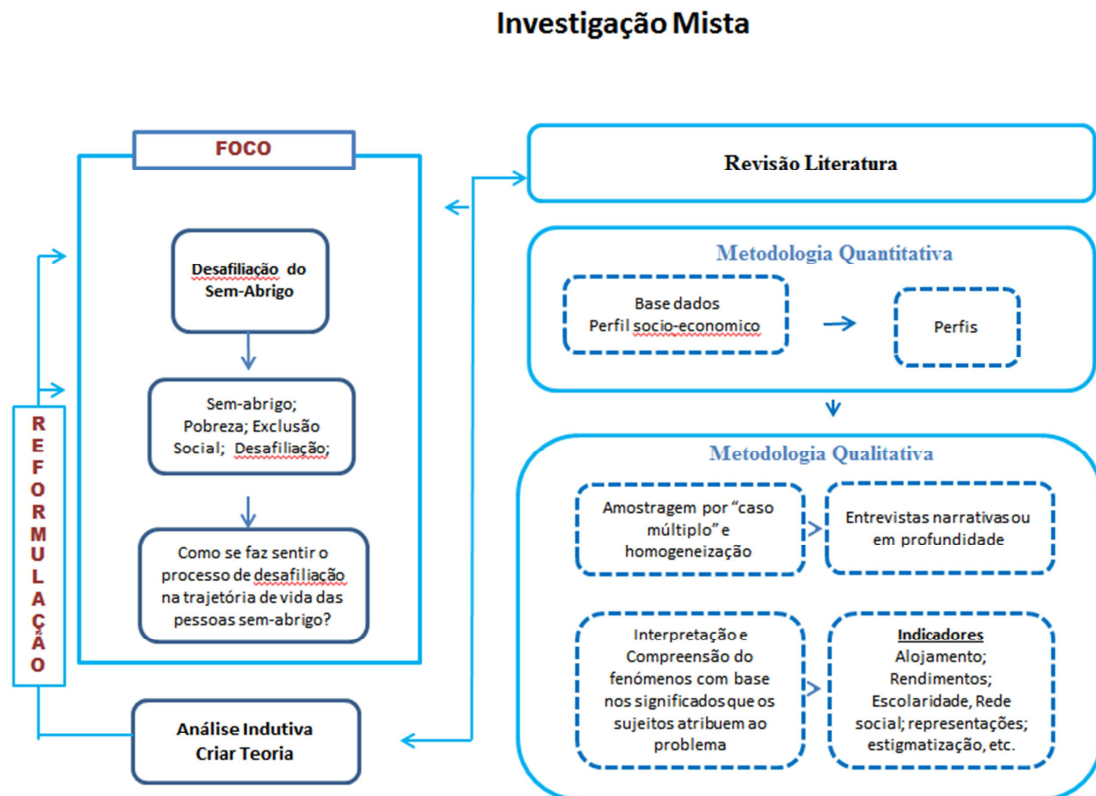 Investigação Mista
FOCO
Desafiliação do
Sem-Abrigo
Sem-abrigo;
Pobreza; Exclusão
Social; Desafiliação;
Como se faz sentir o
processo de desafiliação
na trajetória de vida das
pessoas sem-abrigo?
REFORMULAÇÃO
Análise Indutiva
Criar Teoria
Revisão Literatura
Metodologia Quantitativa
Base dados
Perfil socio-economico
Perfis
Metodologia Qualitativa
Amostragem por “caso
múltiplo” e
homogeneização
Entrevistas narrativas ou
em profundidade
Interpretação e
Compreensão do
fenómenos com base
nos significados que os
sujeitos atribuem ao
problema
Indicadores
Alojamento;
Rendimentos;
Escolaridade, Rede
social; representações;
estigmatização, etc.